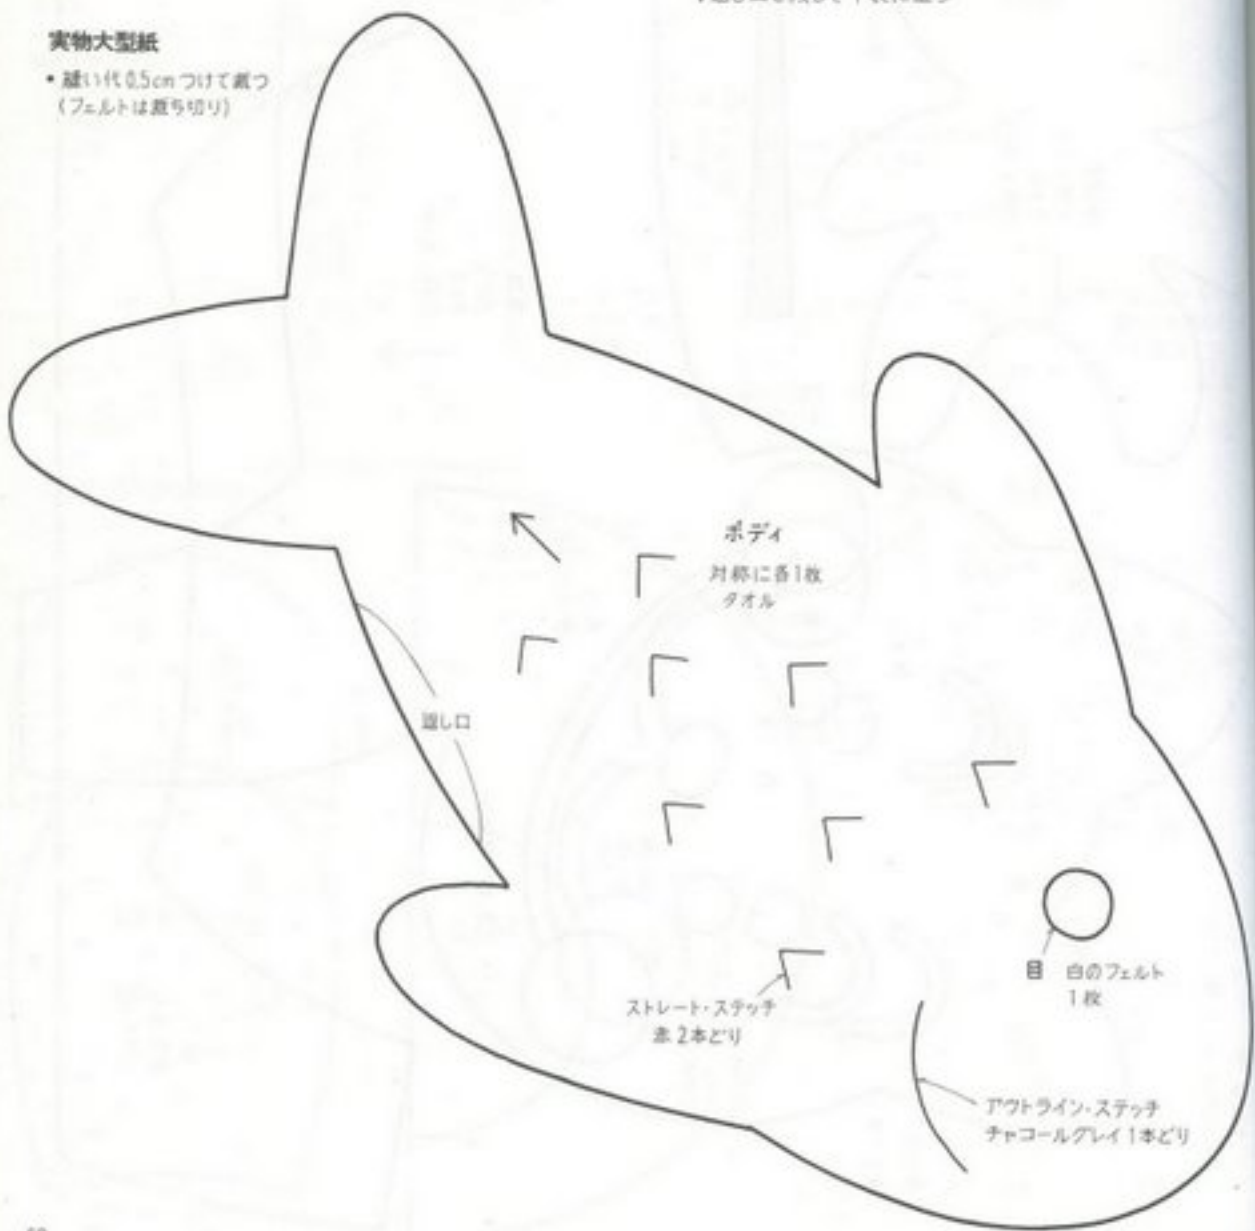 実物大型紙
• 縫い代0.5cmつけて裁つ
(フェルトは裁ち切り)
ボディ
対称に各1枚
タオル
返し口
目 白のフェルト
1枚
ストレート・ステッチ
赤 2本どり
アウトライン・ステッチ
チャコールグレイ 1本どり